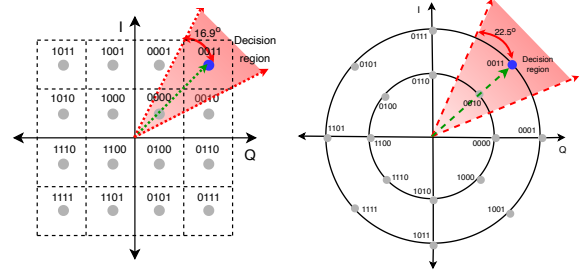 I
16.9°
Decision
region
1011 1001 0001 0011
1010 1000 0000 0010
Q
1110 1100 0100 0110
1111 1101 0101 0111
I
0111
22.5°
Decision
region
0011
0101
0110
0100
0010
1101
1100
0000
0001
Q
1110
1000
1010
1111
1001
1011